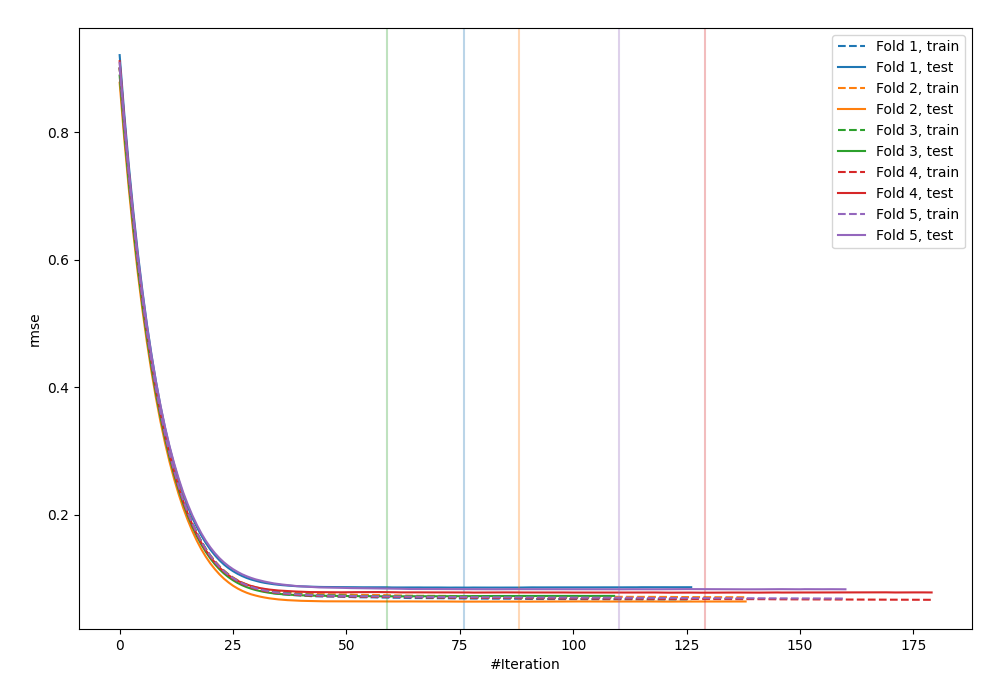 0.8
0.6
0.4
0.2
rmse
0
25
50
75
100
125
150
175
#Iteration
Fold 1, train
Fold 1, test
Fold 2, train
Fold 2, test
Fold 3, train
Fold 3, test
Fold 4, train
Fold 4, test
Fold 5, train
Fold 5, test